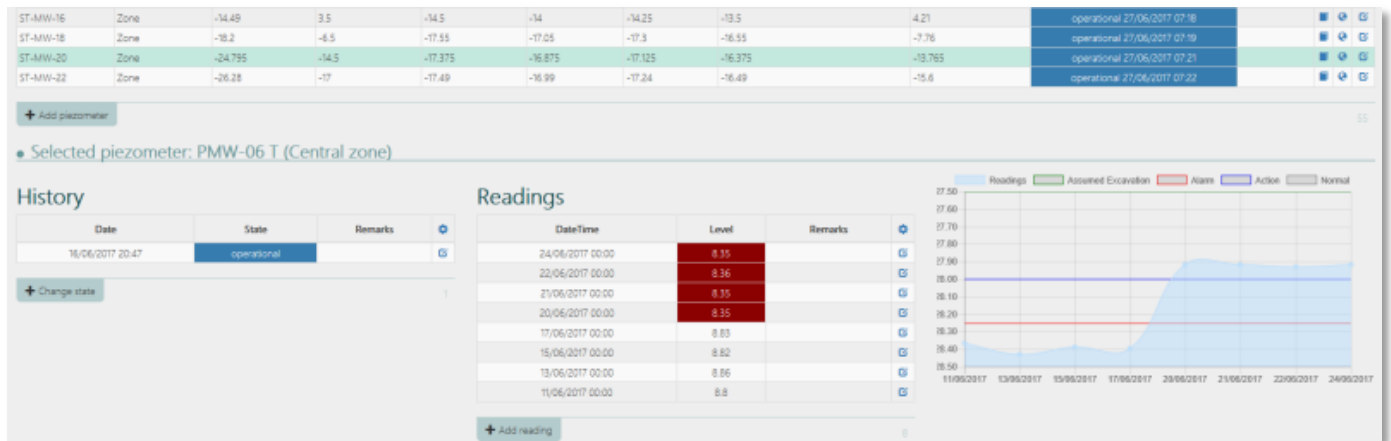 ST-MW-16 Zone -14.49 3.5 -14.5 -14 -14.25 -13.5 4.21 operational 27/06/2017 07:18
ST-MW-18 Zone -18.2 -6.5 -17.55 -17.05 -17.3 -16.55 -7.76 operational 27/06/2017 07:19
ST-MW-20 Zone -24.795 -14.5 -17.375 -16.875 -17.125 -16.375 -13.765 operational 27/06/2017 07:21
ST-MW-22 Zone -26.28 -17 -17.49 -16.99 -17.24 -16.49 -15.6 operational 27/06/2017 07:22
+ Add piezometer
• Selected piezometer: PMW-06 T (Central zone)
History
Date State Remarks
16/06/2017 20:47 operational
+ Change state
1
Readings
DateTime Level Remarks
24/06/2017 00:00 8.35
22/06/2017 00:00 8.36
21/06/2017 00:00 8.35
20/06/2017 00:00 8.35
17/06/2017 00:00 8.83
15/06/2017 00:00 8.82
13/06/2017 00:00 8.86
11/06/2017 00:00 8.8
+ Add reading
8
Readings Assumed Excavation Alarm Action Normal
27.50
27.60
27.70
27.80
27.90
28.00
28.10
28.20
28.30
28.40
28.50
11/06/2017 13/06/2017 15/06/2017 17/06/2017 20/06/2017 21/06/2017 22/06/2017 24/06/2017